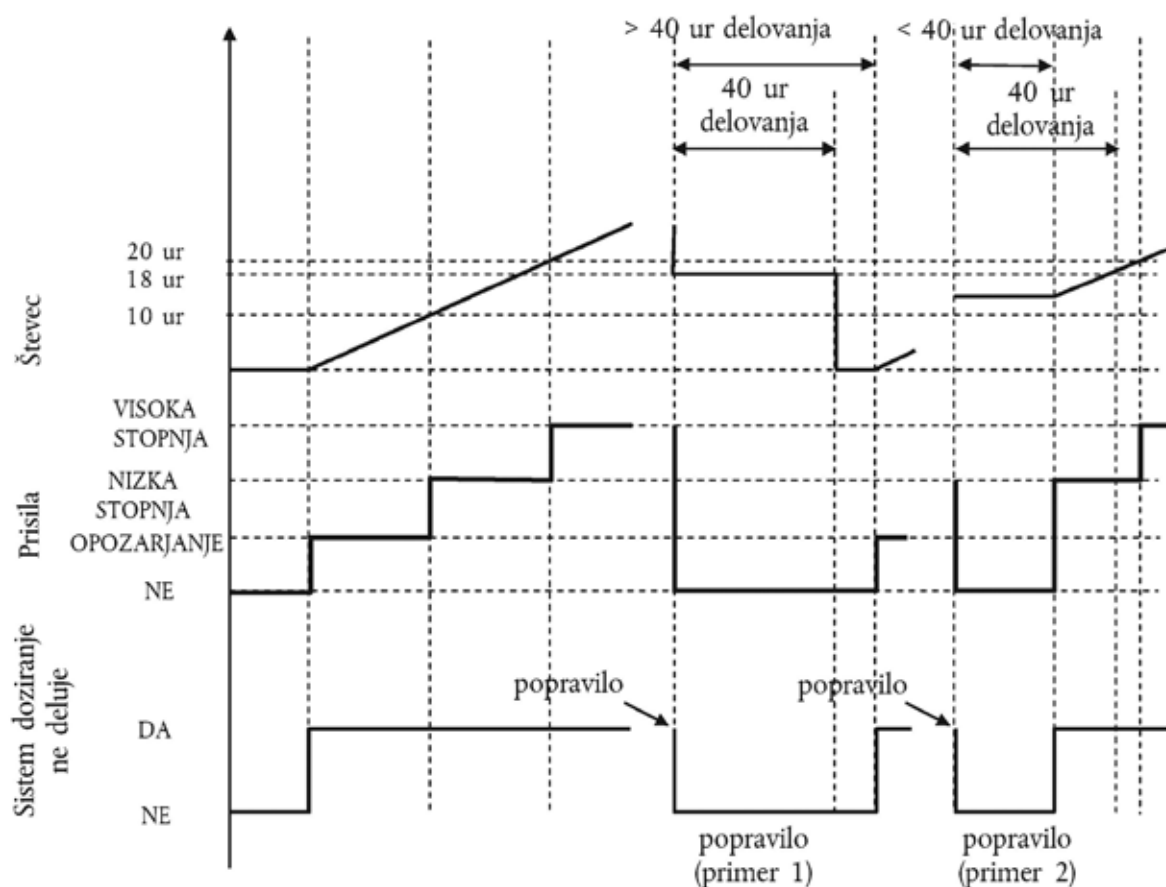 > 40 ur delovanja
< 40 ur delovanja
40 ur
delovanja
40 ur
delovanja
Števec
20 ur
18 ur
10 ur
Prisila
VISOKA
STOPNJA
NIZKA
STOPNJA
OPOZARJANJE
NE
Sistem doziranje
ne deluje
DA
NE
popravilo
popravilo
popravilo
(primer 1)
popravilo
(primer 2)